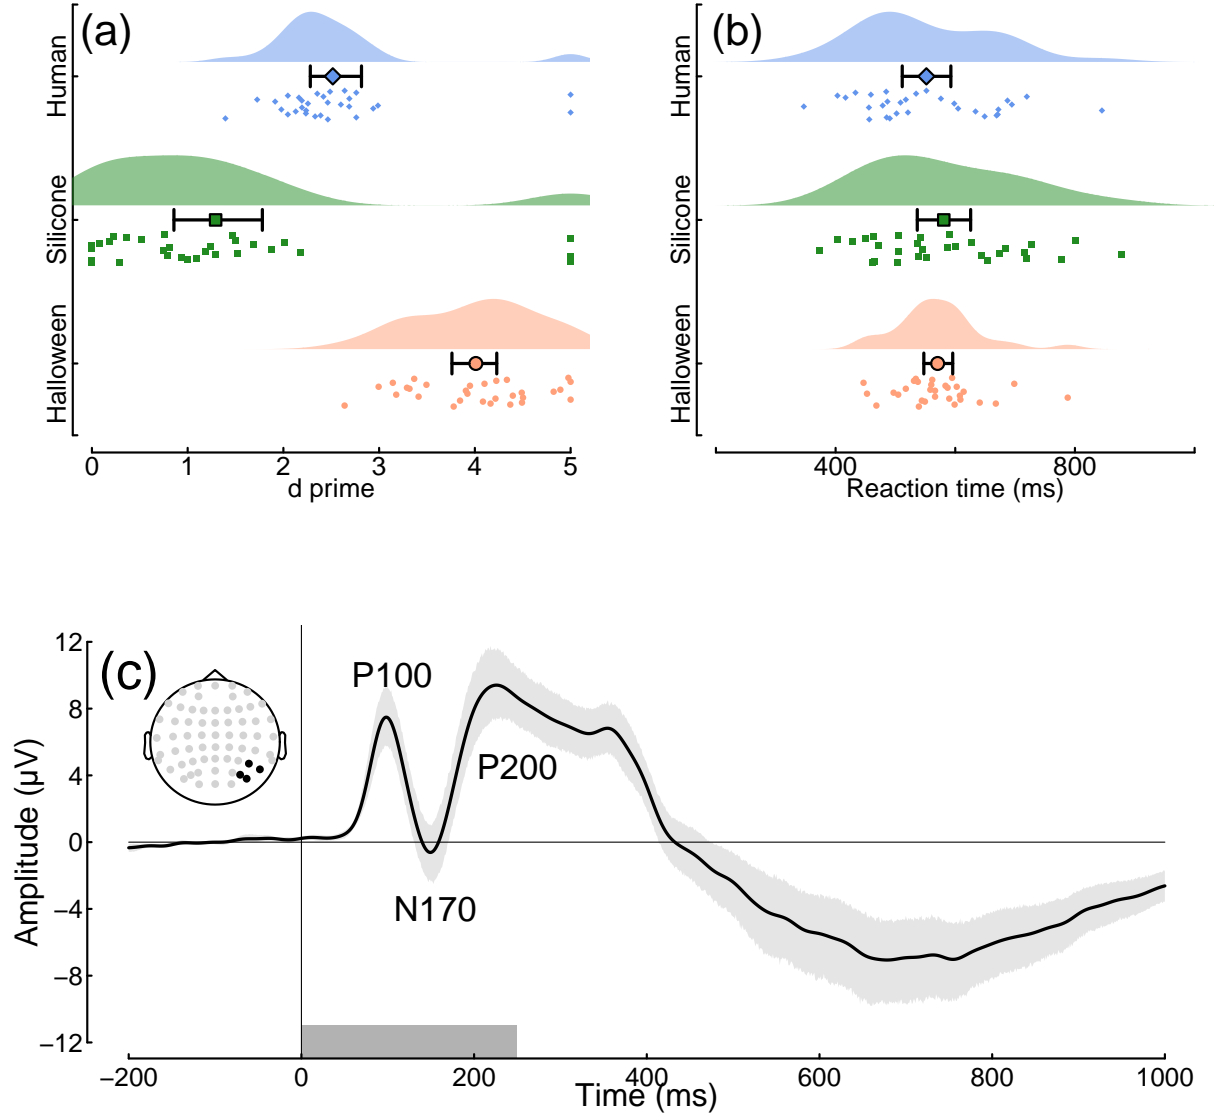 (a)
Human
Silicone
Halloween
0 1 2 3 4 5
d prime
(b)
Human
Silicone
Halloween
400 800
Reaction time (ms)
(c)
P100
N170
P200
12
8
4
0
−4
−8
−12
Amplitude (µV)
−200 0 200 400 600 800 1000
Time (ms)